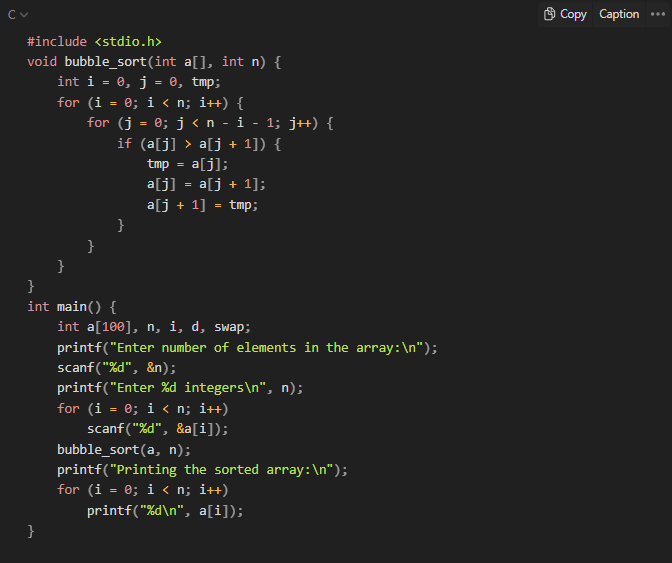 C
Copy Caption
#include <stdio.h>
void bubble_sort(int a[], int n) {
    int i = 0, j = 0, tmp;
    for (i = 0; i < n; i++) {
        for (j = 0; j < n - i - 1; j++) {
            if (a[j] > a[j + 1]) {
                tmp = a[j];
                a[j] = a[j + 1];
                a[j + 1] = tmp;
            }
        }
    }
}
int main() {
    int a[100], n, i, d, swap;
    printf("Enter number of elements in the array:\n");
    scanf("%d", &n);
    printf("Enter %d integers\n", n);
    for (i = 0; i < n; i++)
        scanf("%d", &a[i]);
    bubble_sort(a, n);
    printf("Printing the sorted array:\n");
    for (i = 0; i < n; i++)
        printf("%d\n", a[i]);
}